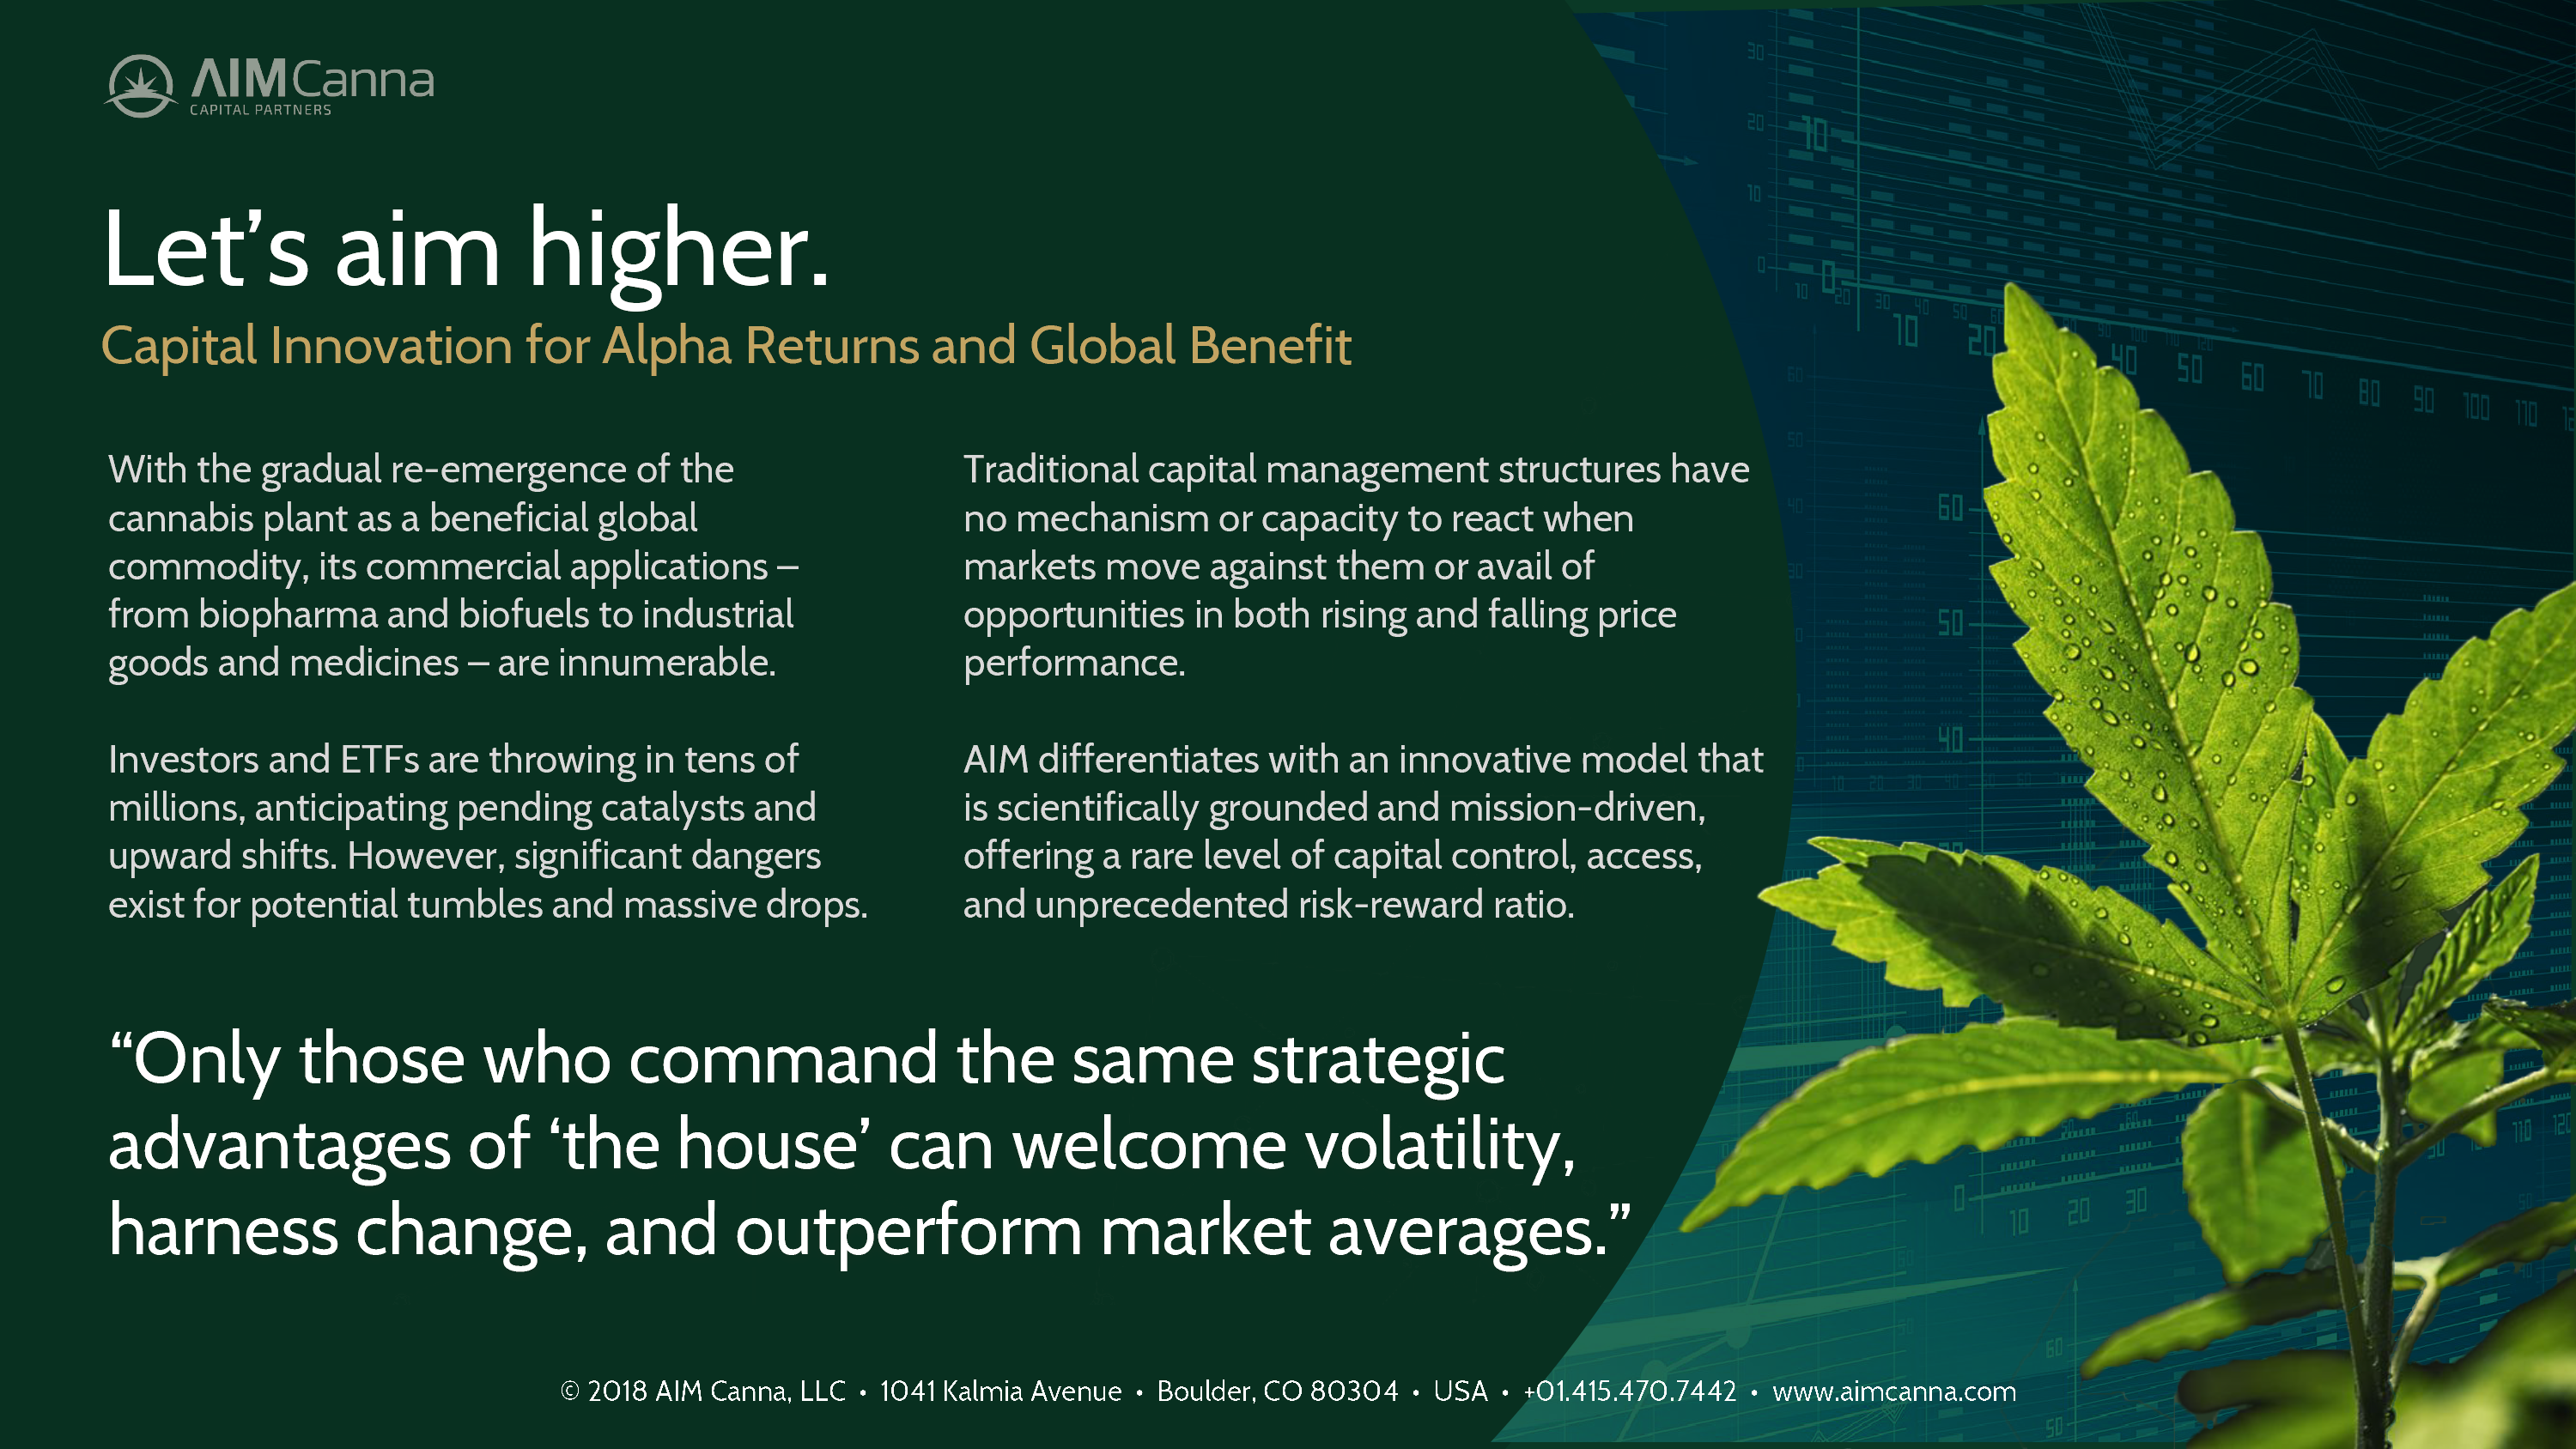 AIMCanna
CAPITAL PARTNERS
Let's aim higher.
Capital Innovation for Alpha Returns and Global Benefit
With the gradual re-emergence of the
cannabis plant as a beneficial global
commodity, its commercial applications –
from biopharma and biofuels to industrial
goods and medicines – are innumerable.
Investors and ETFs are throwing in tens of
millions, anticipating pending catalysts and
upward shifts. However, significant dangers
exist for potential tumbles and massive drops.
Traditional capital management structures have
no mechanism or capacity to react when
markets move against them or avail of
opportunities in both rising and falling price
performance.
AIM differentiates with an innovative model that
is scientifically grounded and mission-driven,
offering a rare level of capital control, access,
and unprecedented risk-reward ratio.
“Only those who command the same strategic
advantages of ‘the house’ can welcome volatility,
harness change, and outperform market averages.”
© 2018 AIM Canna, LLC • 1041 Kalmia Avenue • Boulder, CO 80304 • USA • +01.415.470.7442 • www.aimcanna.com